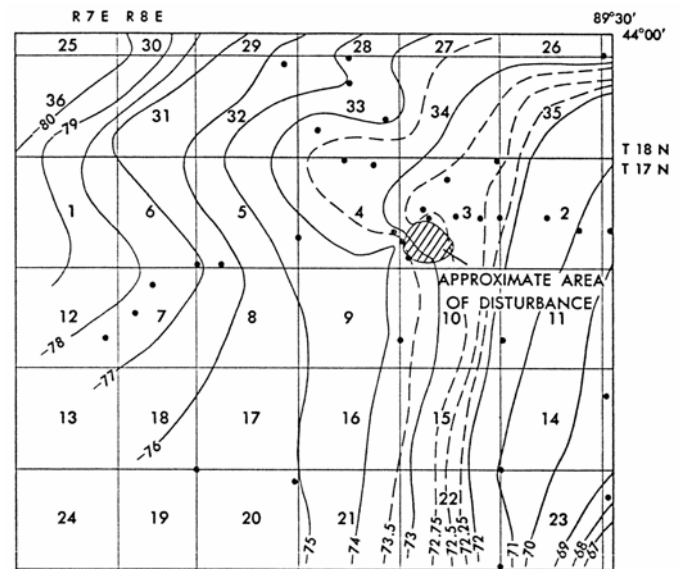 R 7 E R 8 E 89°30'
44°00'
25 30 29 28 27 26
36 31 32 33 34 35
-80 -79
T 18 N
T 17 N
1 6 5 4 3 2
APPROXIMATE AREA
OF DISTURBANCE
12 7 8 9 10 11
-78 -77
13 18 17 16 15 14
-76
24 19 20 21 22 23
-75 -74 -73.5 -73 -72.75 -72.5 -72.25 -72 -71 -70 -69 -68 -67